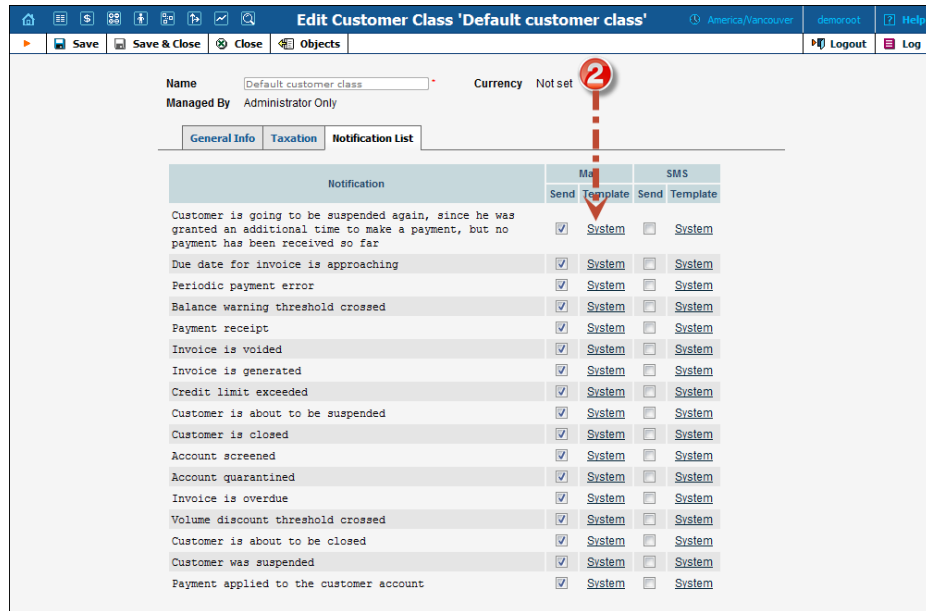 Edit Customer Class 'Default customer class' America/Vancouver demoroot ? Help
Save Save & Close Close Objects Logout Log
Name Default customer class * Currency Not set 2
Managed By Administrator Only
General Info Taxation Notification List
Notification SMS
Send Template Send Template
Customer is going to be suspended again, since he was
granted an additional time to make a payment, but no System System
payment has been received so far
Due date for invoice is approaching System System
Periodic payment error System System
Balance warning threshold crossed System System
Payment receipt System System
Invoice is voided System System
Invoice is generated System System
Credit limit exceeded System System
Customer is about to be suspended System System
Customer is closed System System
Account screened System System
Account quarantined System System
Invoice is overdue System System
Volume discount threshold crossed System System
Customer is about to be closed System System
Customer was suspended System System
Payment applied to the customer account System System